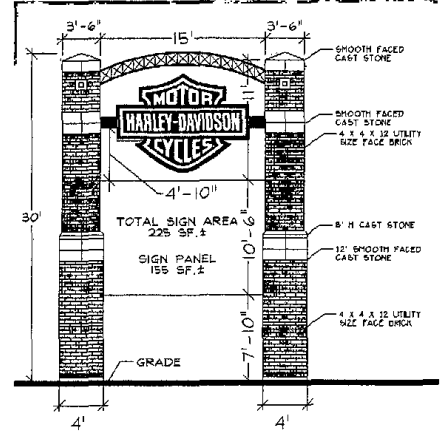 3'-6"
15'
3'-6"
SMOOTH FACED
CAST STONE
11'
MOTOR
HARLEY-DAVIDSON
CYCLES
SMOOTH FACED
CAST STONE
4 X 4 X 12 UTILITY
SIZE FACE BRICK
4'-10"
30'
TOTAL SIGN AREA
225 SF.±
SIGN PANEL
155 SF.±
10'-6"
8" H CAST STONE
12" SMOOTH FACED
CAST STONE
7'-10"
4 X 4 X 12 UTILITY
SIZE FACE BRICK
GRADE
4'
4'